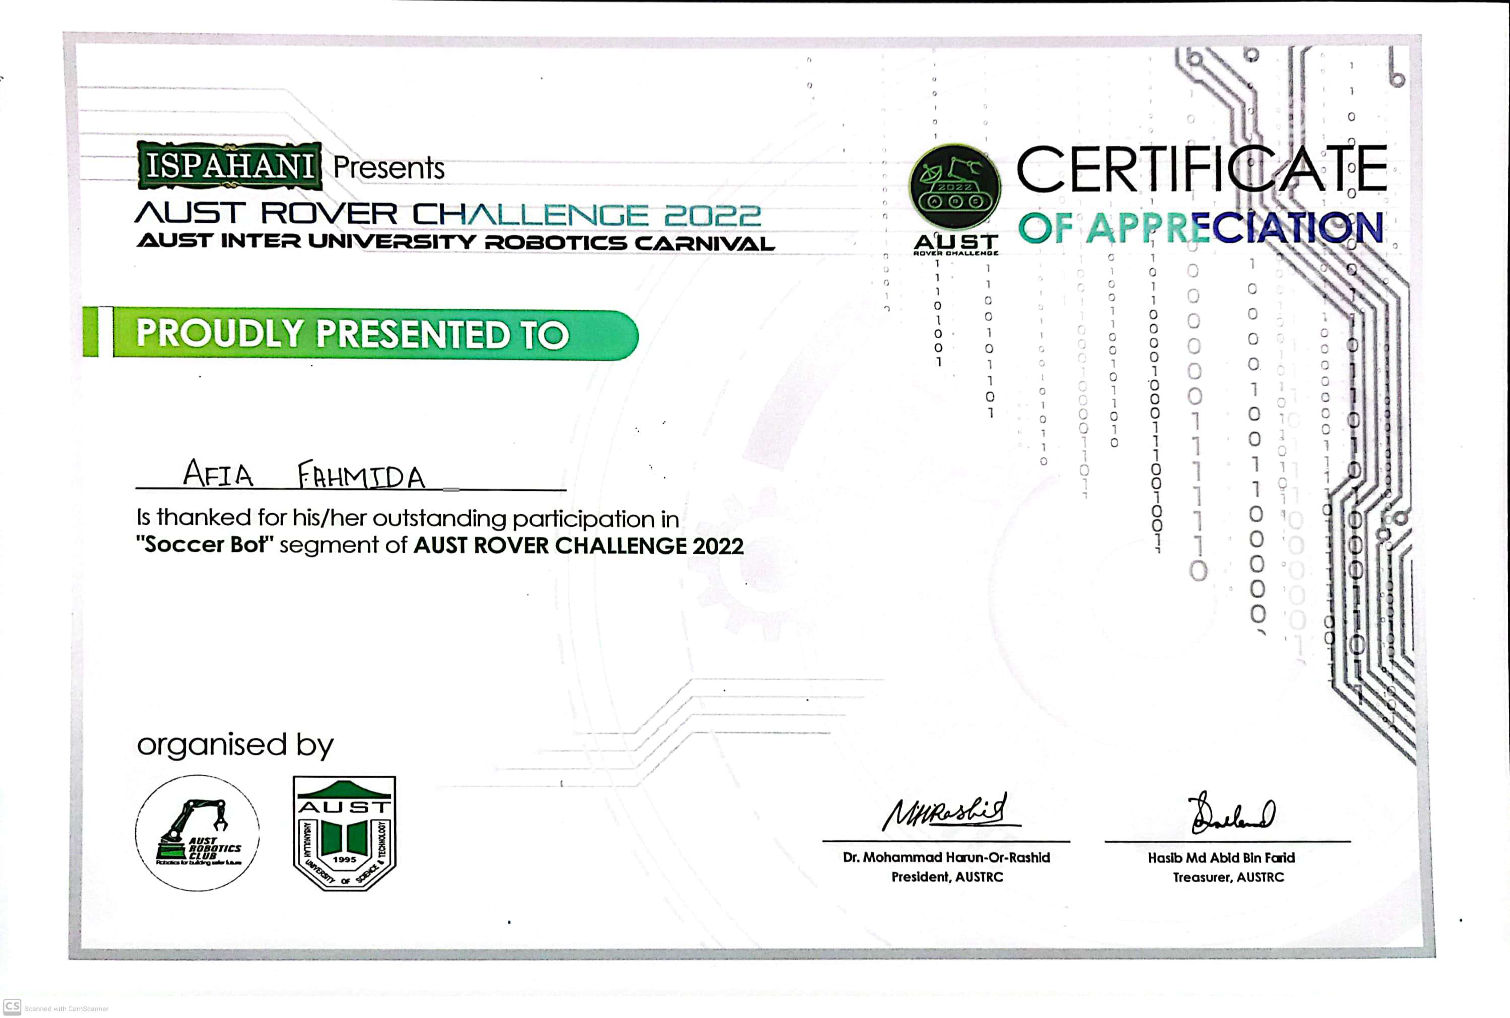 ISPAHANI Presents
AUST ROVER CHALLENGE 2022
AUST INTER UNIVERSITY ROBOTICS CARNIVAL
2022
A R C
AUST
ROVER CHALLENGE
CERTIFICATE
OF APPRECIATION
PROUDLY PRESENTED TO
AFIA FAHMIDA
Is thanked for his/her outstanding participation in
"Soccer Bot" segment of AUST ROVER CHALLENGE 2022
organised by
AUST
ROBOTICS
CLUB
Robotics for building safer future
AUST
AHSANULLAH UNIVERSITY OF SCIENCE & TECHNOLOGY
1995
MHRashid
Dr. Mohammad Harun-Or-Rashid
President, AUSTRC
Hasib Md Abid Bin Farid
Treasurer, AUSTRC
CS Scanned with CamScanner